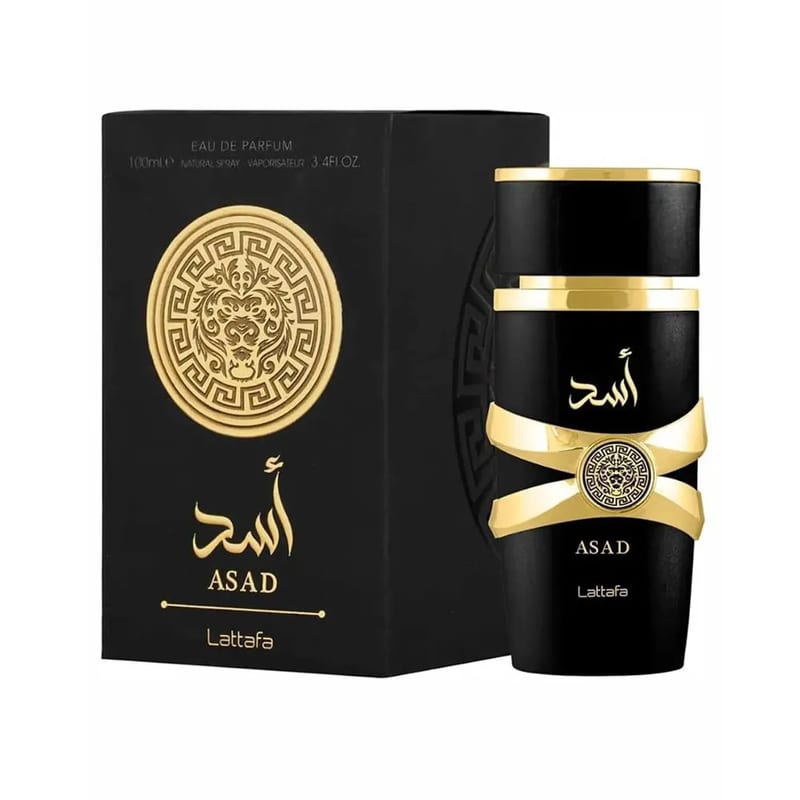 EAU DE PARFUM
100ml.℮ NATURAL SPRAY - VAPORISATEUR 3.4Fl.OZ.
أسد
ASAD
Lattafa
أسد
ASAD
Lattafa